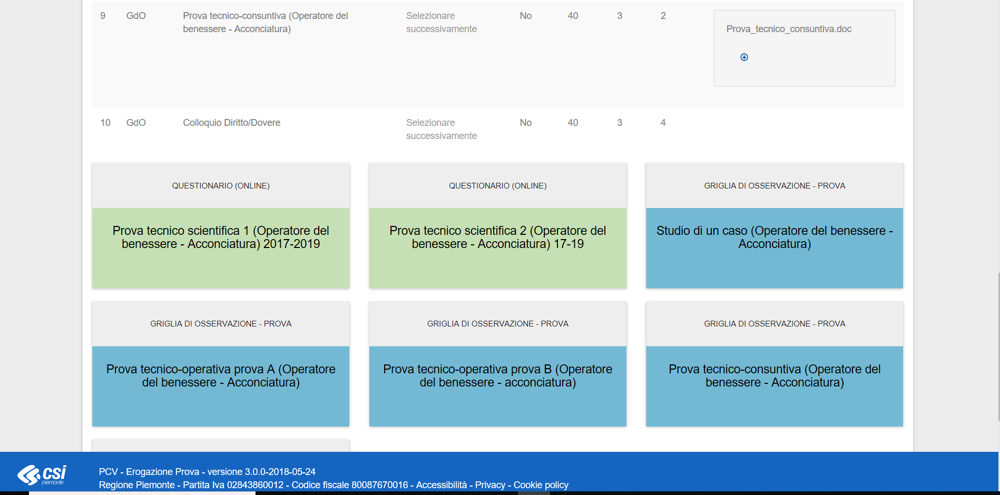 9 GdO Prova tecnico-consuntiva (Operatore del Selezionare No 40 3 2
benessere - Acconciatura) successivamente Prova_tecnico_consuntiva.doc
10 GdO Colloquio Diritto/Dovere Selezionare No 40 3 4
successivamente
QUESTIONARIO (ONLINE) QUESTIONARIO (ONLINE) GRIGLIA DI OSSERVAZIONE - PROVA
Prova tecnico scientifica 1 (Operatore del
benessere - Acconciatura) 2017-2019
Prova tecnico scientifica 2 (Operatore del
benessere - Acconciatura) 17-19
Studio di un caso (Operatore del benessere -
Acconciatura)
GRIGLIA DI OSSERVAZIONE - PROVA GRIGLIA DI OSSERVAZIONE - PROVA GRIGLIA DI OSSERVAZIONE - PROVA
Prova tecnico-operativa prova A (Operatore
del benessere - Acconciatura)
Prova tecnico-operativa prova B (Operatore
del benessere - acconciatura)
Prova tecnico-consuntiva (Operatore del
benessere - Acconciatura)
csi
piemonte
PCV - Erogazione Prova - versione 3.0.0-2018-05-24
Regione Piemonte - Partita Iva 02843860012 - Codice fiscale 80087670016 - Accessibilità - Privacy - Cookie policy